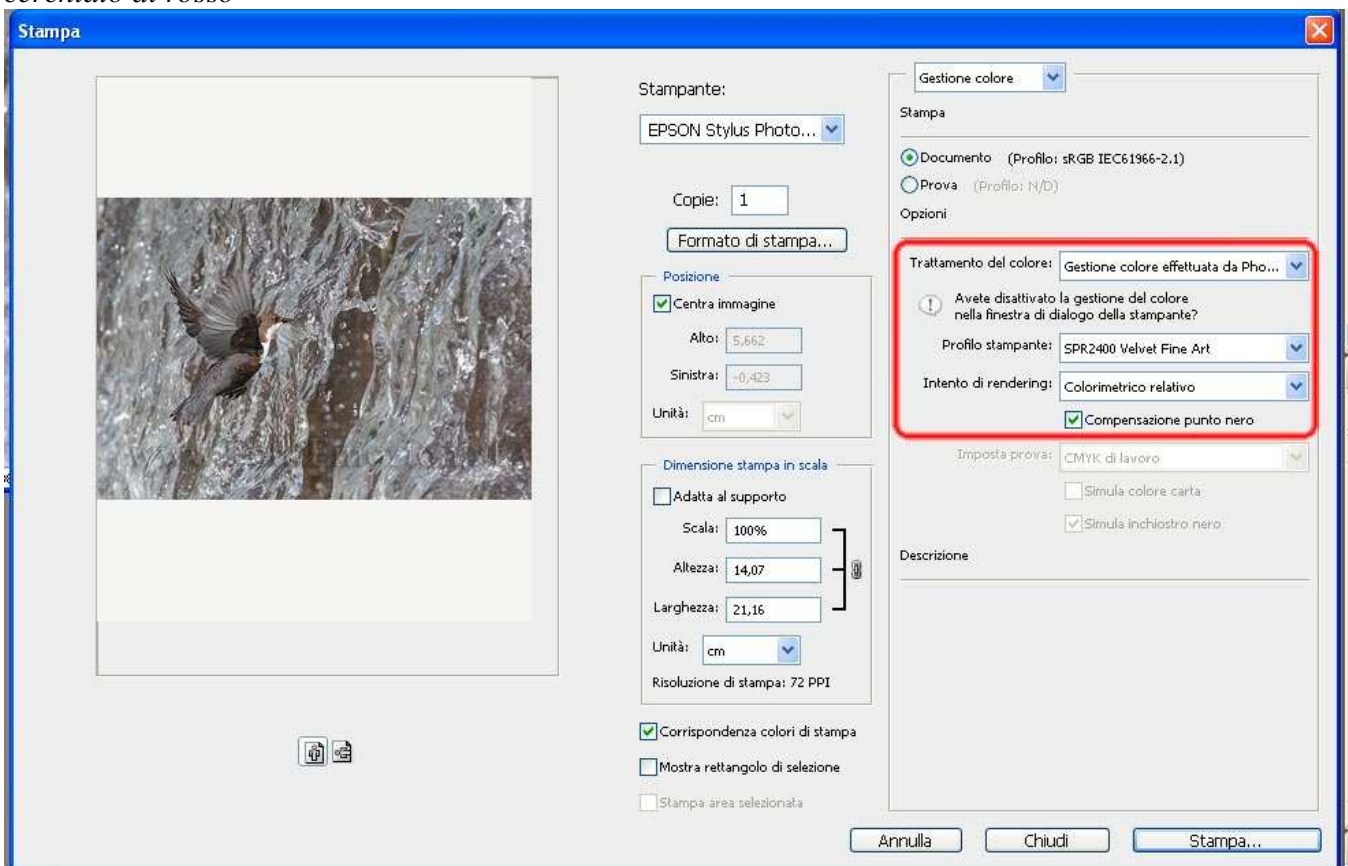 Stampa
Stampante:
EPSON Stylus Photo...
Copie: 1
Formato di stampa...
Posizione
Centra immagine
Alto: 5,662
Sinistra: -0,423
Unità: cm
Dimensione stampa in scala
Adatta al supporto
Scala: 100%
Altezza: 14,07
Larghezza: 21,16
Unità: cm
Risoluzione di stampa: 72 PPI
Corrispondenza colori di stampa
Mostra rettangolo di selezione
Stampa area selezionata
Gestione colore
Stampa
Documento (Profilo: sRGB IEC61966-2.1)
Prova (Profilo: N/D)
Opzioni
Trattamento del colore: Gestione colore effettuata da Pho...
Avete disattivato la gestione del colore
nella finestra di dialogo della stampante?
Profilo stampante: SPR2400 Velvet Fine Art
Intento di rendering: Colorimetrico relativo
Compensazione punto nero
Imposta prova: CMYK di lavoro
Simula colore carta
Simula inchiostro nero
Descrizione
Annulla
Chiudi
Stampa...